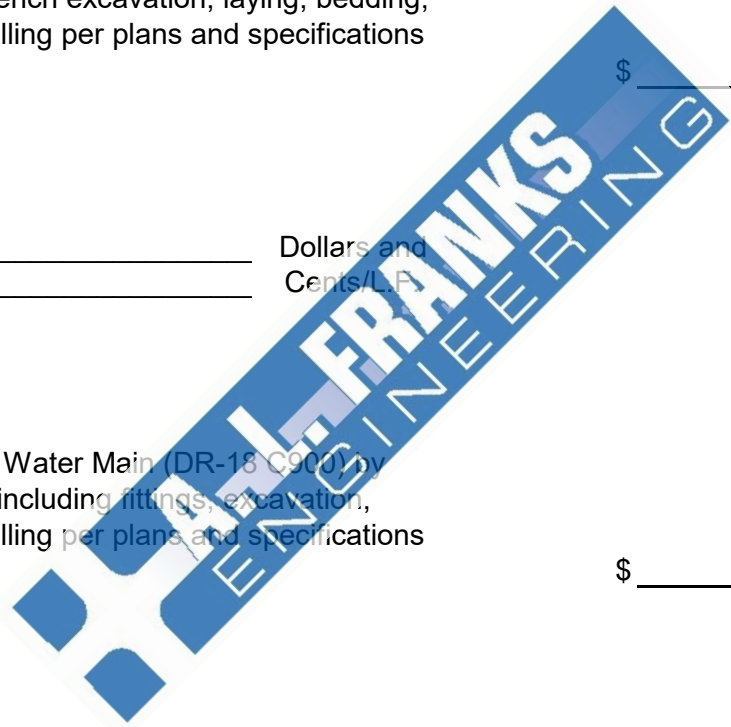 ench excavation, laying, bedding,
lling per plans and specifications
$
Dollars and
Cents/L.F.
A.L. FRANKS
ENGINEERING
Water Main (DR-18 C900) by
including fittings, excavation,
lling per plans and specifications
$